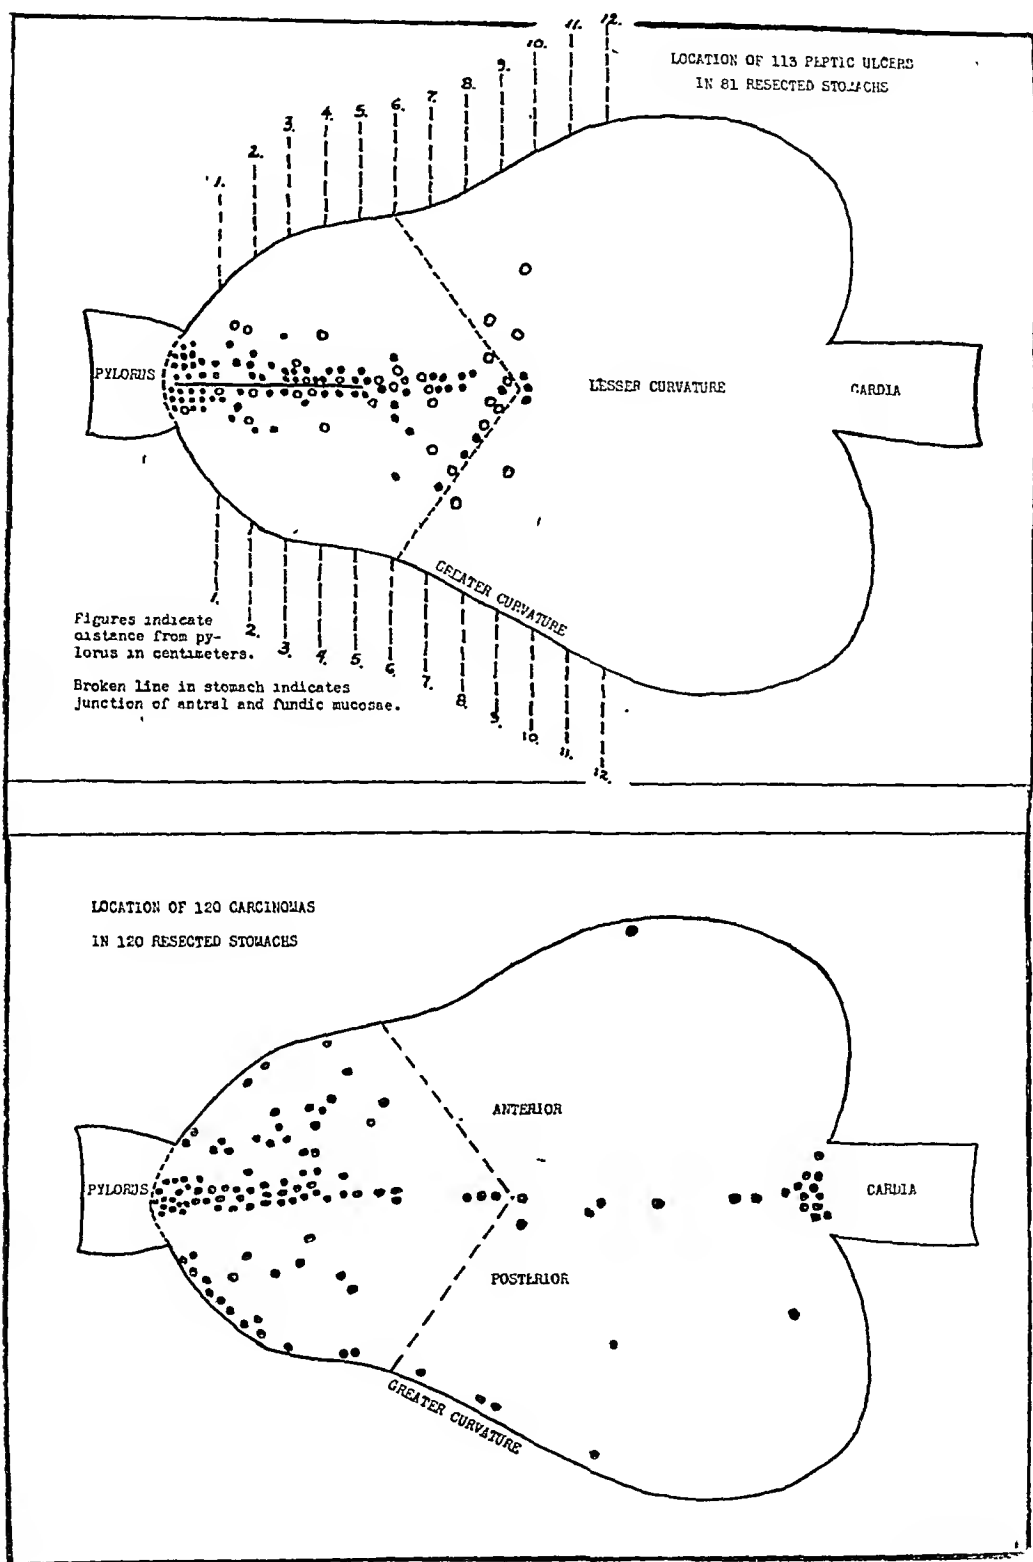 1. 2. 3. 4. 5. 6. 7. 8. 9. 10. 11. 12.
LOCATION OF 113 PEPTIC ULCERS
IN 81 RESECTED STOMACHS
PYLORUS
LESSER CURVATURE
CARDIA
GREATER CURVATURE
1. 2. 3. 4. 5. 6. 7. 8. 9. 10. 11. 12.
Figures indicate
distance from py-
lorus in centimeters.
Broken line in stomach indicates
junction of antral and fundic mucosae.
LOCATION OF 120 CARCINOMAS
IN 120 RESECTED STOMACHS
ANTERIOR
PYLORUS
CARDIA
POSTERIOR
GREATER CURVATURE